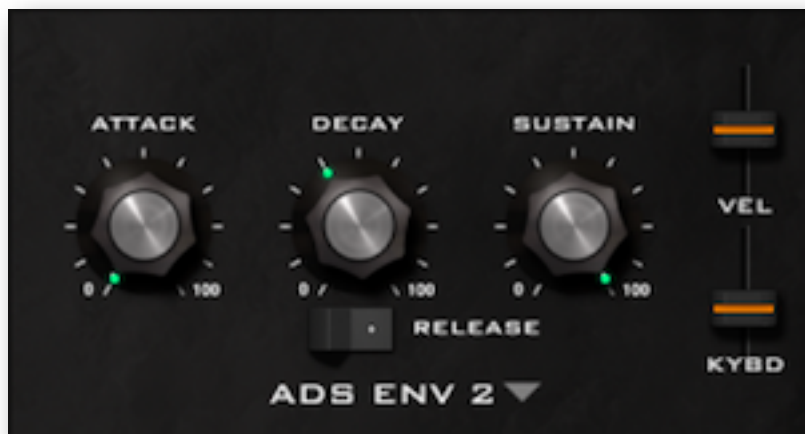 ATTACK DECAY SUSTAIN
VEL
0 100 0 100 0 100
RELEASE
KYBD
ADS ENV 2